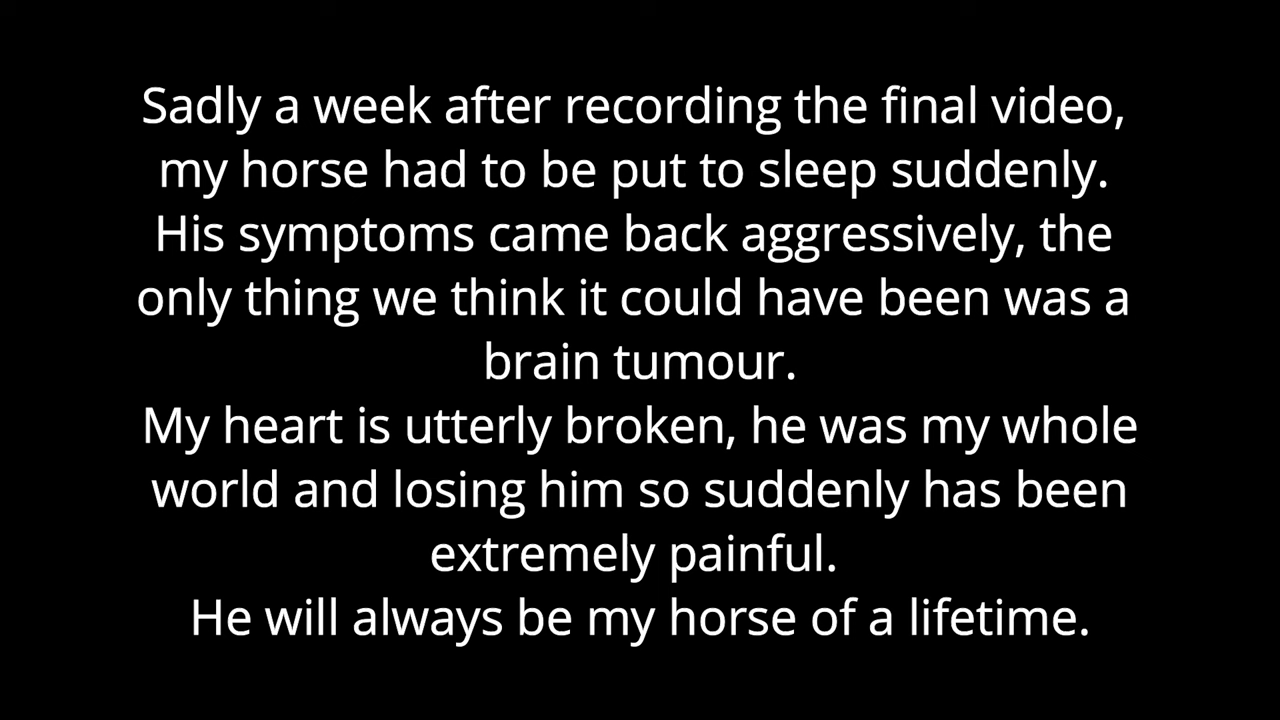 Sadly a week after recording the final video,
my horse had to be put to sleep suddenly.
His symptoms came back aggressively, the
only thing we think it could have been was a
brain tumour.
My heart is utterly broken, he was my whole
world and losing him so suddenly has been
extremely painful.
He will always be my horse of a lifetime.